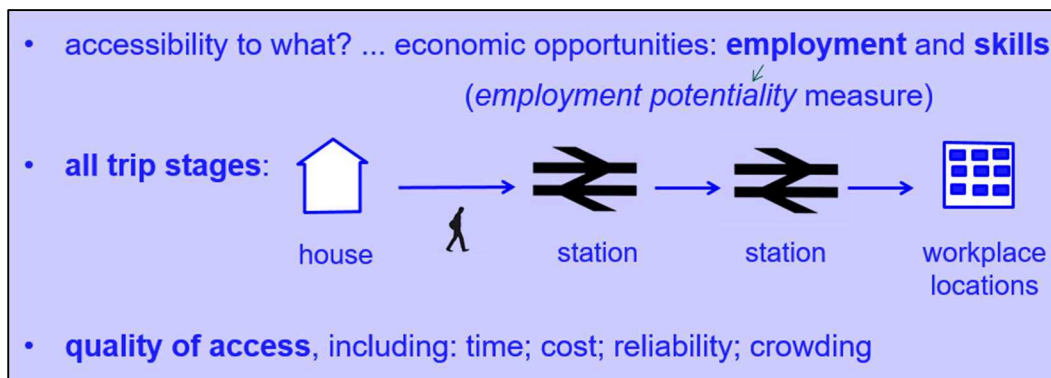 • accessibility to what? ... economic opportunities: employment and skills
(employment potentiality measure)
• all trip stages:
house
station
station
workplace
locations
• quality of access, including: time; cost; reliability; crowding